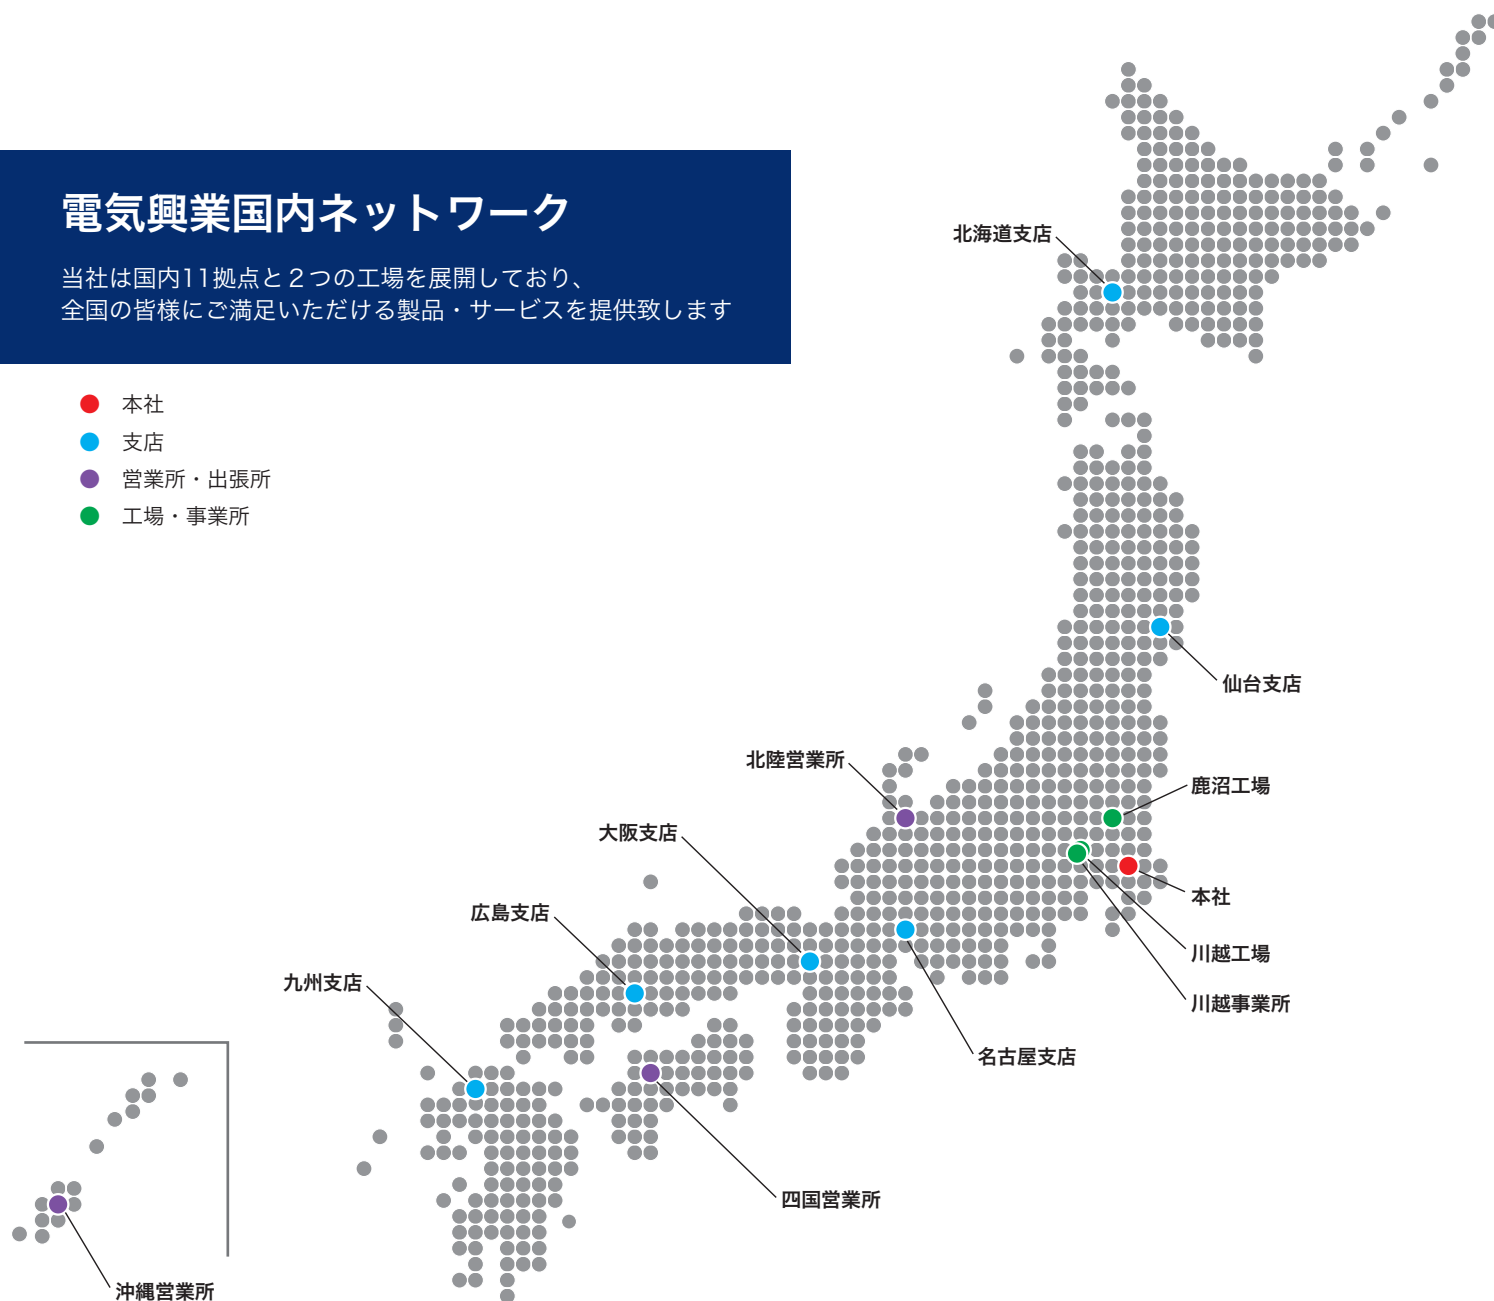 電気興業国内ネットワーク
当社は国内11拠点と２つの工場を展開しており、
全国の皆様にご満足いただける製品・サービスを提供致します
本社
支店
営業所・出張所
工場・事業所
北海道支店
仙台支店
北陸営業所
鹿沼工場
大阪支店
本社
広島支店
川越工場
九州支店
川越事業所
名古屋支店
四国営業所
沖縄営業所